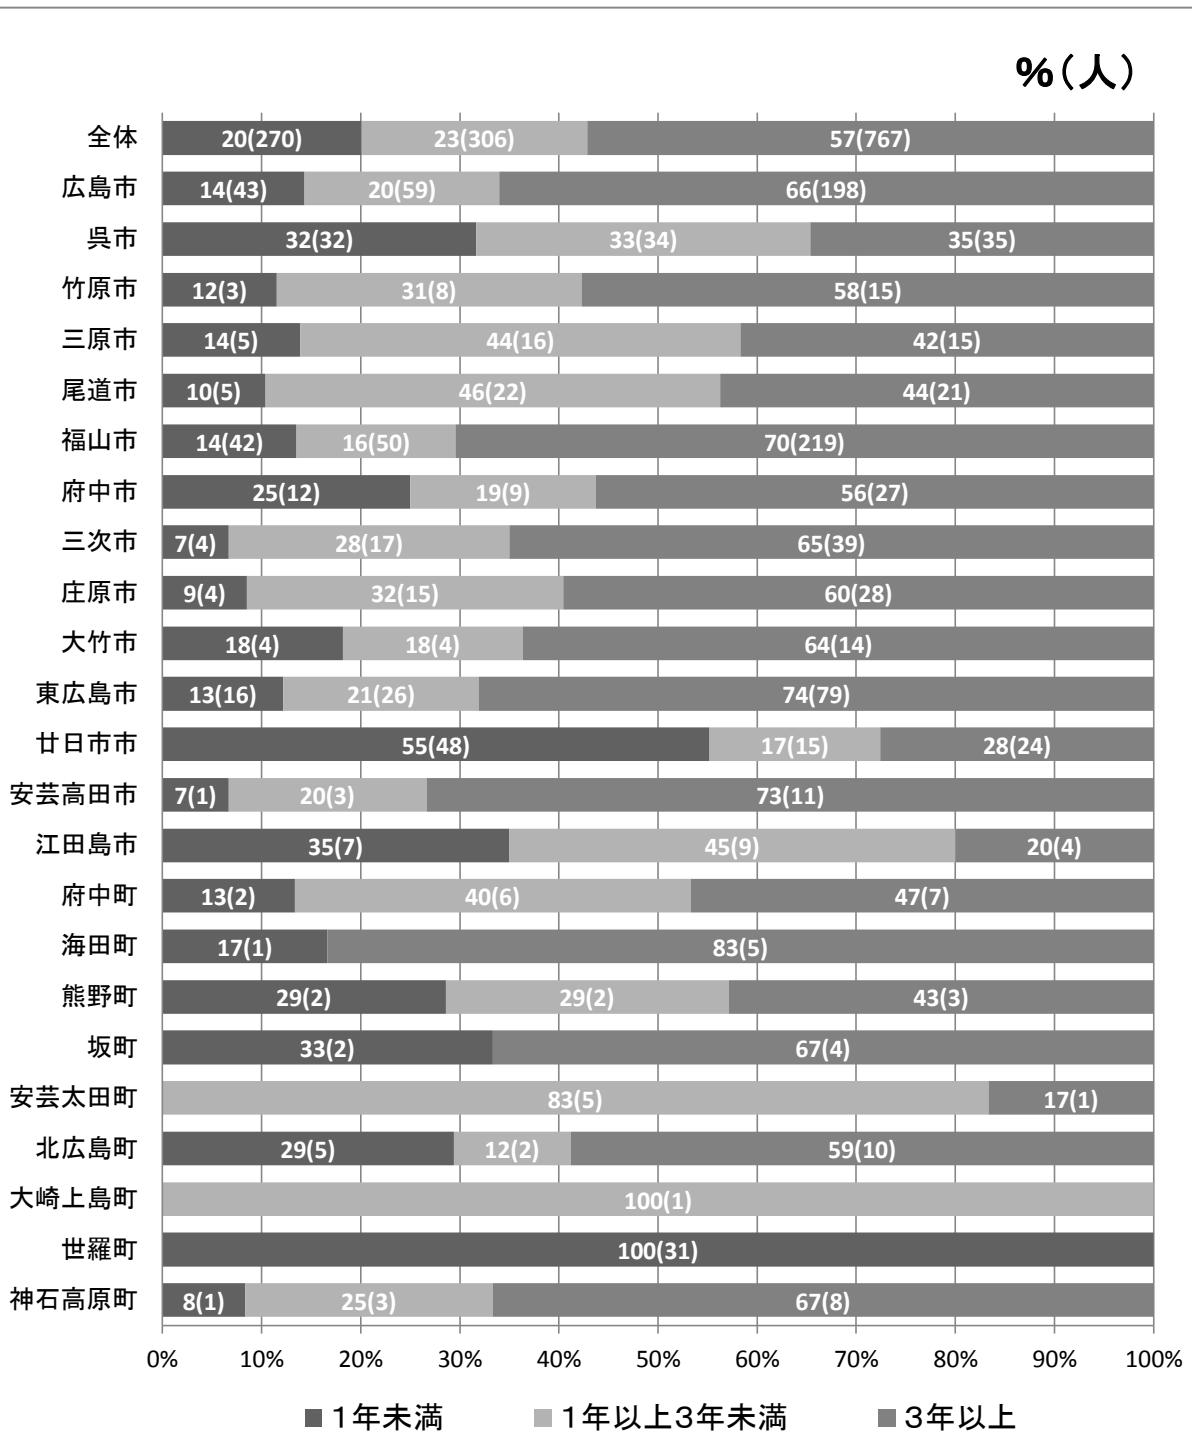 %(人)
全体 20(270) 23(306) 57(767)
広島市 14(43) 20(59) 66(198)
呉市 32(32) 33(34) 35(35)
竹原市 12(3) 31(8) 58(15)
三原市 14(5) 44(16) 42(15)
尾道市 10(5) 46(22) 44(21)
福山市 14(42) 16(50) 70(219)
府中市 25(12) 19(9) 56(27)
三次市 7(4) 28(17) 65(39)
庄原市 9(4) 32(15) 60(28)
大竹市 18(4) 18(4) 64(14)
東広島市 13(16) 21(26) 74(79)
廿日市市 55(48) 17(15) 28(24)
安芸高田市 7(1) 20(3) 73(11)
江田島市 35(7) 45(9) 20(4)
府中町 13(2) 40(6) 47(7)
海田町 17(1) 83(5)
熊野町 29(2) 29(2) 43(3)
坂町 33(2) 67(4)
安芸太田町 83(5) 17(1)
北広島町 29(5) 12(2) 59(10)
大崎上島町 100(1)
世羅町 100(31)
神石高原町 8(1) 25(3) 67(8)
0% 10% 20% 30% 40% 50% 60% 70% 80% 90% 100%
1年未満 1年以上3年未満 3年以上